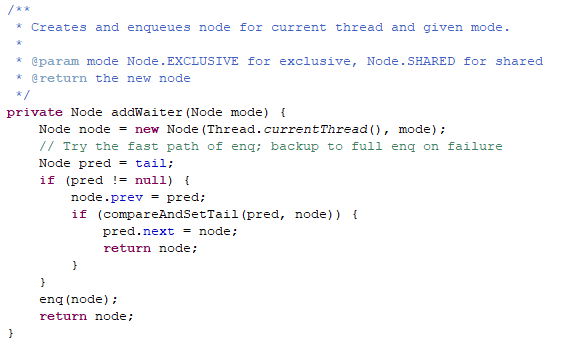 /**
 * Creates and enqueues node for current thread and given mode.
 *
 * @param mode Node.EXCLUSIVE for exclusive, Node.SHARED for shared
 * @return the new node
 */
private Node addWaiter(Node mode) {
    Node node = new Node(Thread.currentThread(), mode);
    // Try the fast path of enq; backup to full enq on failure
    Node pred = tail;
    if (pred != null) {
        node.prev = pred;
        if (compareAndSetTail(pred, node)) {
            pred.next = node;
            return node;
        }
    }
    enq(node);
    return node;
}